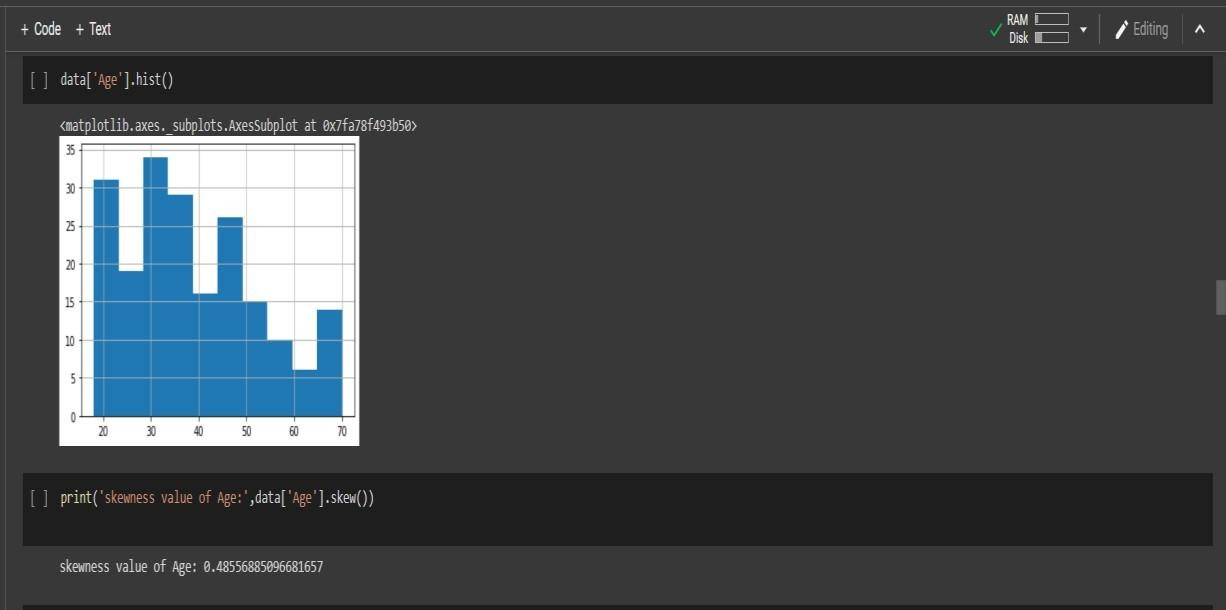 + Code + Text
RAM
Disk
Editing
[ ] data['Age'].hist()
<matplotlib.axes._subplots.AxesSubplot at 0x7fa78f493b50>
35
30
25
20
15
10
5
0
20 30 40 50 60 70
[ ] print('skewness value of Age:',data['Age'].skew())
skewness value of Age: 0.48556885096681657